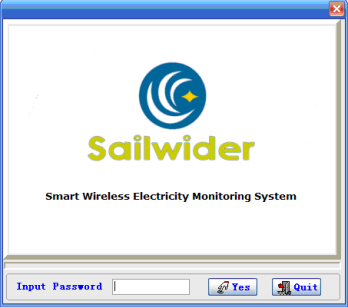 Sailwider
Smart Wireless Electricity Monitoring System
Input Password Yes Quit